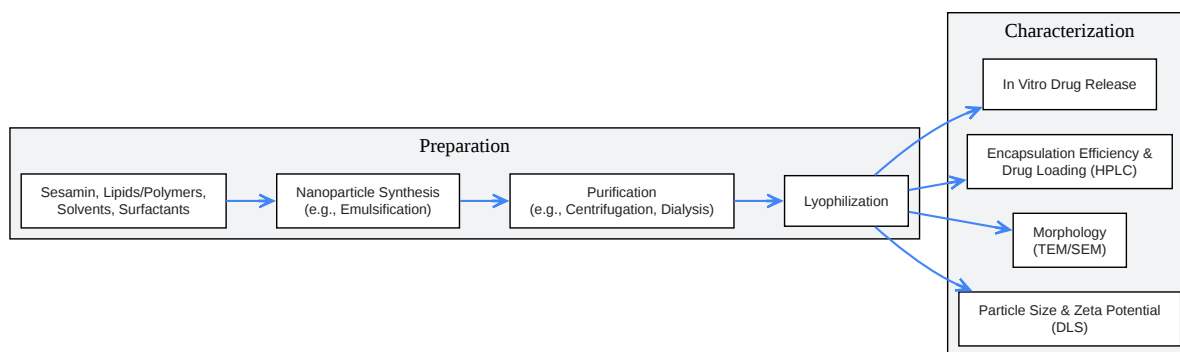 Preparation
Sesamin, Lipids/Polymers,
Solvents, Surfactants
Nanoparticle Synthesis
(e.g., Emulsification)
Purification
(e.g., Centrifugation, Dialysis)
Lyophilization
Characterization
In Vitro Drug Release
Encapsulation Efficiency &
Drug Loading (HPLC)
Morphology
(TEM/SEM)
Particle Size & Zeta Potential
(DLS)